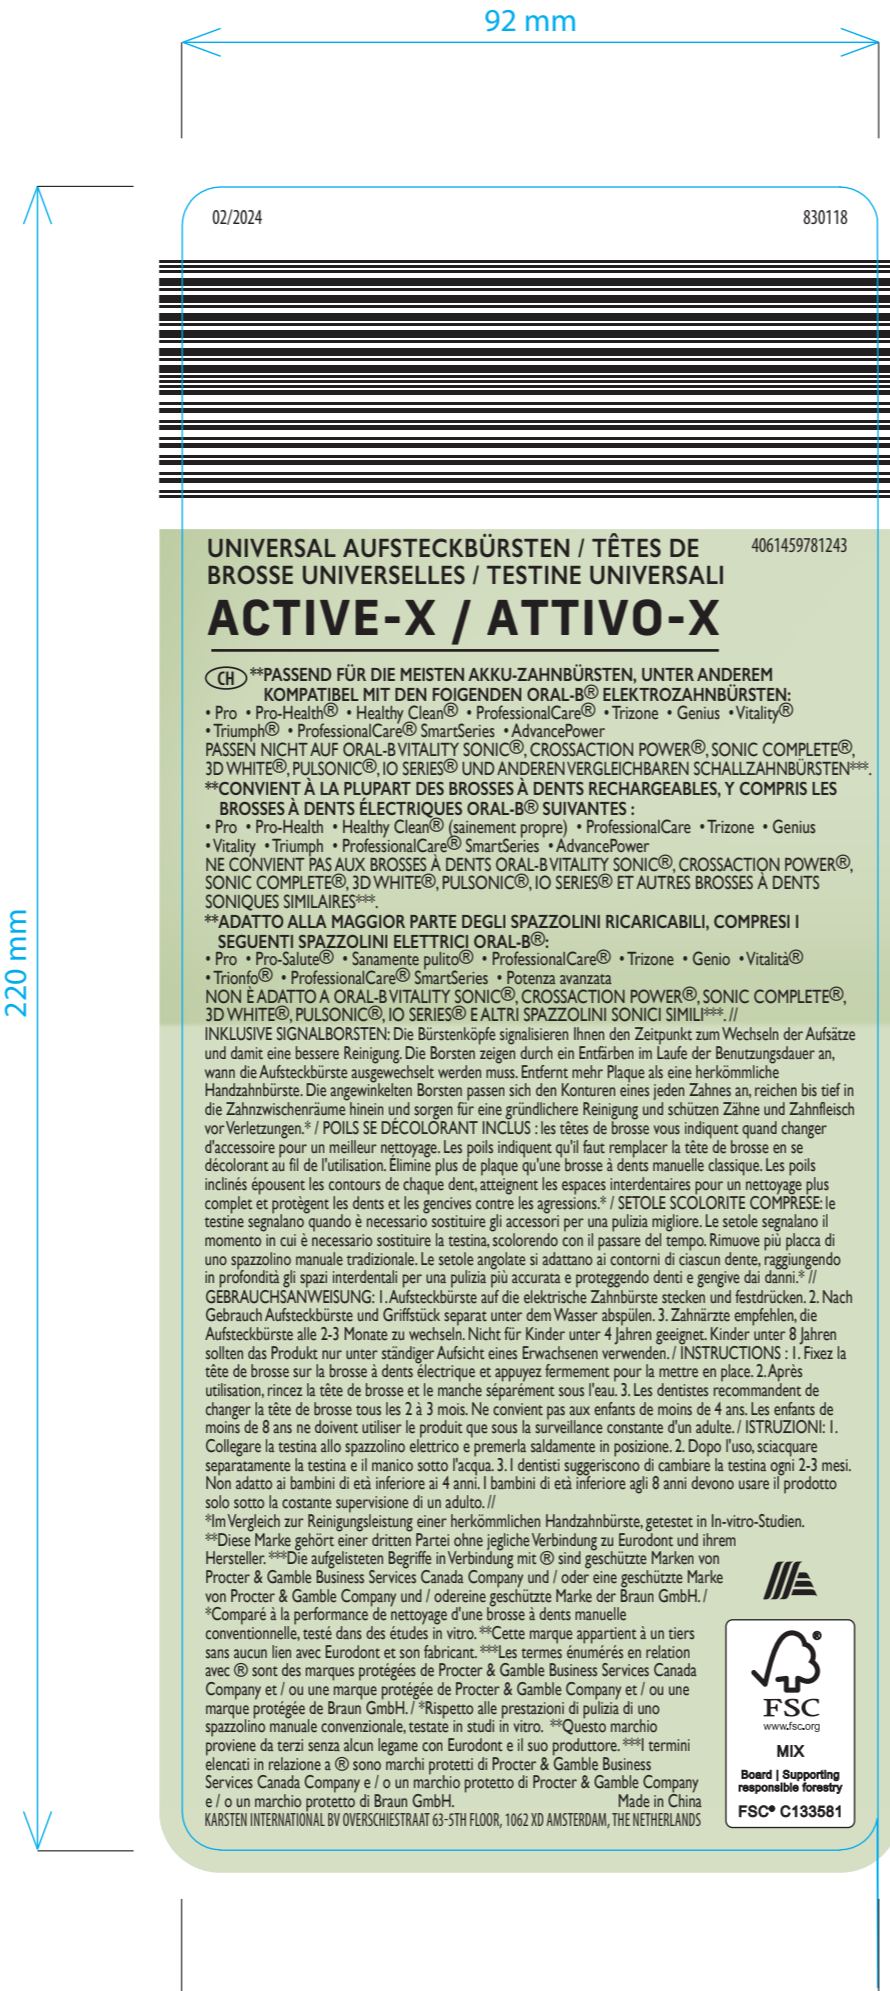 92 mm
220 mm
02/2024
830118
UNIVERSAL AUFSTECKBÜRSTEN / TÊTES DE
BROSSE UNIVERSELLES / TESTINE UNIVERSALI
4061459781243
ACTIVE-X / ATTIVO-X
CH **PASSEND FÜR DIE MEISTEN AKKU-ZAHNBÜRSTEN, UNTER ANDEREM
KOMPATIBEL MIT DEN FOIGENDEN ORAL-B® ELEKTROZAHNBÜRSTEN:
• Pro • Pro-Health® • Healthy Clean® • ProfessionalCare® • Trizone • Genius • Vitality®
• Triumph® • ProfessionalCare® SmartSeries • AdvancePower
PASSEN NICHT AUF ORAL-B VITALITY SONIC®, CROSSACTION POWER®, SONIC COMPLETE®,
3D WHITE®, PULSONIC®, IO SERIES® UND ANDEREN VERGLEICHBAREN SCHALLZAHNBÜRSTEN***.
**CONVIENT À LA PLUPART DES BROSSES À DENTS RECHARGEABLES, Y COMPRIS LES
BROSSES À DENTS ÉLECTRIQUES ORAL-B® SUIVANTES :
• Pro • Pro-Health • Healthy Clean® (sainement propre) • ProfessionalCare • Trizone • Genius
• Vitality • Triumph • ProfessionalCare® SmartSeries • AdvancePower
NE CONVIENT PAS AUX BROSSES À DENTS ORAL-B VITALITY SONIC®, CROSSACTION POWER®,
SONIC COMPLETE®, 3D WHITE®, PULSONIC®, IO SERIES® ET AUTRES BROSSES À DENTS
SONIQUES SIMILAIRES***.
**ADATTO ALLA MAGGIOR PARTE DEGLI SPAZZOLINI RICARICABILI, COMPRESI I
SEGUENTI SPAZZOLINI ELETTRICI ORAL-B®:
• Pro • Pro-Salute® • Sanamente pulito® • ProfessionalCare® • Trizone • Genio • Vitalità®
• Trionfo® • ProfessionalCare® SmartSeries • Potenza avanzata
NON È ADATTO A ORAL-B VITALITY SONIC®, CROSSACTION POWER®, SONIC COMPLETE®,
3D WHITE®, PULSONIC®, IO SERIES® E ALTRI SPAZZOLINI SONICI SIMILI***. //
INKLUSIVE SIGNALBORSTEN: Die Bürstenköpfe signalisieren Ihnen den Zeitpunkt zum Wechseln der Aufsätze
und damit eine bessere Reinigung. Die Borsten zeigen durch ein Entfärben im Laufe der Benutzungsdauer an,
wann die Aufsteckbürste ausgewechselt werden muss. Entfernt mehr Plaque als eine herkömmliche
Handzahnbürste. Die angewinkelten Borsten passen sich den Konturen eines jeden Zahnes an, reichen bis tief in
die Zahnzwischenräume hinein und sorgen für eine gründlichere Reinigung und schützen Zähne und Zahnfleisch
vor Verletzungen.* / POILS SE DÉCOLORANT INCLUS : les têtes de brosse vous indiquent quand changer
d'accessoire pour un meilleur nettoyage. Les poils indiquent qu'il faut remplacer la tête de brosse en se
décolorant au fil de l'utilisation. Élimine plus de plaque qu'une brosse à dents manuelle classique. Les poils
inclinés épousent les contours de chaque dent, atteignent les espaces interdentaires pour un nettoyage plus
complet et protègent les dents et les gencives contre les agressions.* / SETOLE SCOLORITE COMPRESE: le
testine segnalano quando è necessario sostituire gli accessori per una pulizia migliore. Le setole segnalano il
momento in cui è necessario sostituire la testina, scolorendo con il passare del tempo. Rimuove più placca di
uno spazzolino manuale tradizionale. Le setole angolate si adattano ai contorni di ciascun dente, raggiungendo
in profondità gli spazi interdentali per una pulizia più accurata e proteggendo denti e gengive dai danni.* //
GEBRAUCHSANWEISUNG: 1. Aufsteckbürste auf die elektrische Zahnbürste stecken und festdrücken. 2. Nach
Gebrauch Aufsteckbürste und Griffstück separat unter dem Wasser abspülen. 3. Zahnärzte empfehlen, die
Aufsteckbürste alle 2-3 Monate zu wechseln. Nicht für Kinder unter 4 Jahren geeignet. Kinder unter 8 Jahren
sollten das Produkt nur unter ständiger Aufsicht eines Erwachsenen verwenden. / INSTRUCTIONS : 1. Fixez la
tête de brosse sur la brosse à dents électrique et appuyez fermement pour la mettre en place. 2. Après
utilisation, rincez la tête de brosse et le manche séparément sous l'eau. 3. Les dentistes recommandent de
changer la tête de brosse tous les 2 à 3 mois. Ne convient pas aux enfants de moins de 4 ans. Les enfants de
moins de 8 ans ne doivent utiliser le produit que sous la surveillance constante d'un adulte. / ISTRUZIONI: 1.
Collegare la testina allo spazzolino elettrico e premerla saldamente in posizione. 2. Dopo l'uso, sciacquare
separatamente la testina e il manico sotto l'acqua. 3. I dentisti suggeriscono di cambiare la testina ogni 2-3 mesi.
Non adatto ai bambini di età inferiore ai 4 anni. I bambini di età inferiore agli 8 anni devono usare il prodotto
solo sotto la costante supervisione di un adulto. //
*Im Vergleich zur Reinigungsleistung einer herkömmlichen Handzahnbürste, getestet in In-vitro-Studien.
**Diese Marke gehört einer dritten Partei ohne jegliche Verbindung zu Eurodont und ihrem
Hersteller. ***Die aufgelisteten Begriffe in Verbindung mit ® sind geschützte Marken von
Procter & Gamble Business Services Canada Company und / oder eine geschützte Marke
von Procter & Gamble Company und / odereine geschützte Marke der Braun GmbH. /
*Comparé à la performance de nettoyage d'une brosse à dents manuelle
conventionnelle, testé dans des études in vitro. **Cette marque appartient à un tiers
sans aucun lien avec Eurodont et son fabricant. ***Les termes énumérés en relation
avec ® sont des marques protégées de Procter & Gamble Business Services Canada
Company et / ou une marque protégée de Procter & Gamble Company et / ou une
marque protégée de Braun GmbH. / *Rispetto alle prestazioni di pulizia di uno
spazzolino manuale convenzionale, testate in studi in vitro. **Questo marchio
proviene da terzi senza alcun legame con Eurodont e il suo produttore. ***I termini
elencati in relazione a ® sono marchi protetti di Procter & Gamble Business
Services Canada Company e / o un marchio protetto di Procter & Gamble Company
e / o un marchio protetto di Braun GmbH. Made in China
KARSTEN INTERNATIONAL BV OVERSCHIESTRAAT 63-5TH FLOOR, 1062 XD AMSTERDAM, THE NETHERLANDS
®
FSC
www.fsc.org
MIX
Board | Supporting
responsible forestry
FSC® C133581